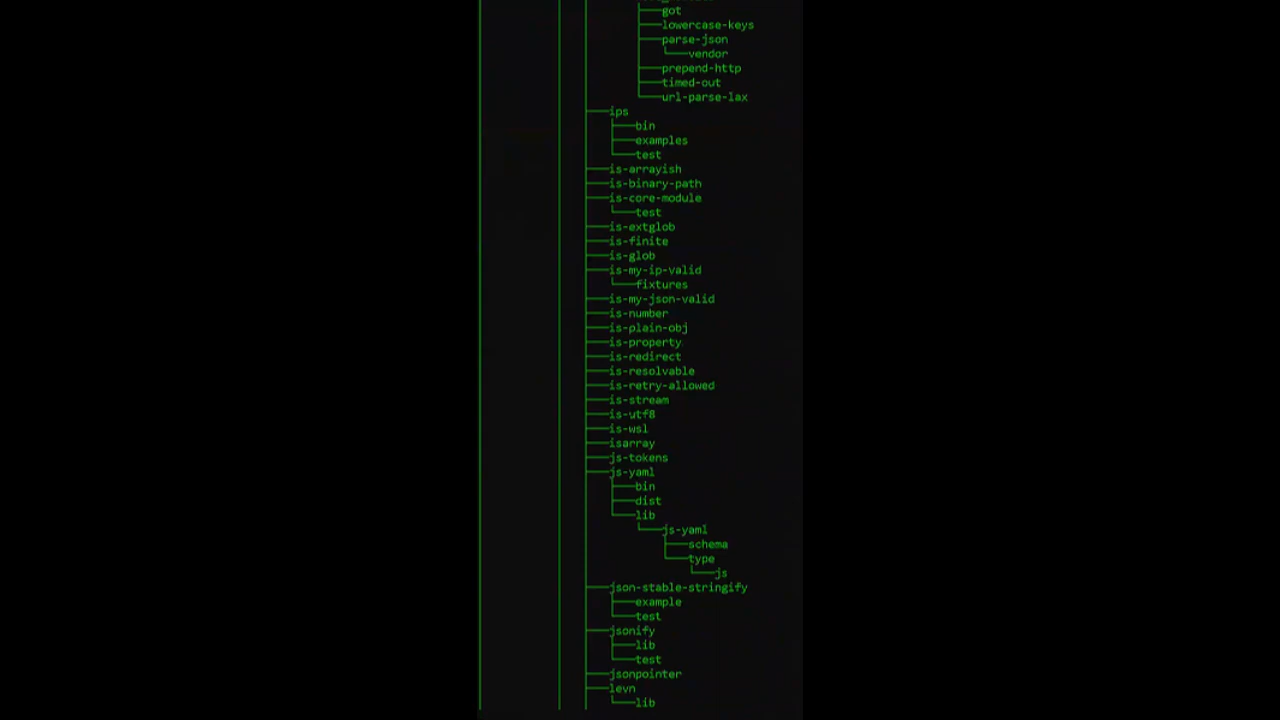 got
lowercase-keys
parse-json
vendor
prepend-http
timed-out
url-parse-lax
ips
bin
examples
test
is-arrayish
is-binary-path
is-core-module
test
is-extglob
is-finite
is-glob
is-my-ip-valid
fixtures
is-my-json-valid
is-number
is-plain-obj
is-property
is-redirect
is-resolvable
is-retry-allowed
is-stream
is-utf8
is-wsl
isarray
js-tokens
js-yaml
bin
dist
lib
js-yaml
schema
type
js
json-stable-stringify
example
test
jsonify
lib
test
jsonpointer
levn
lib